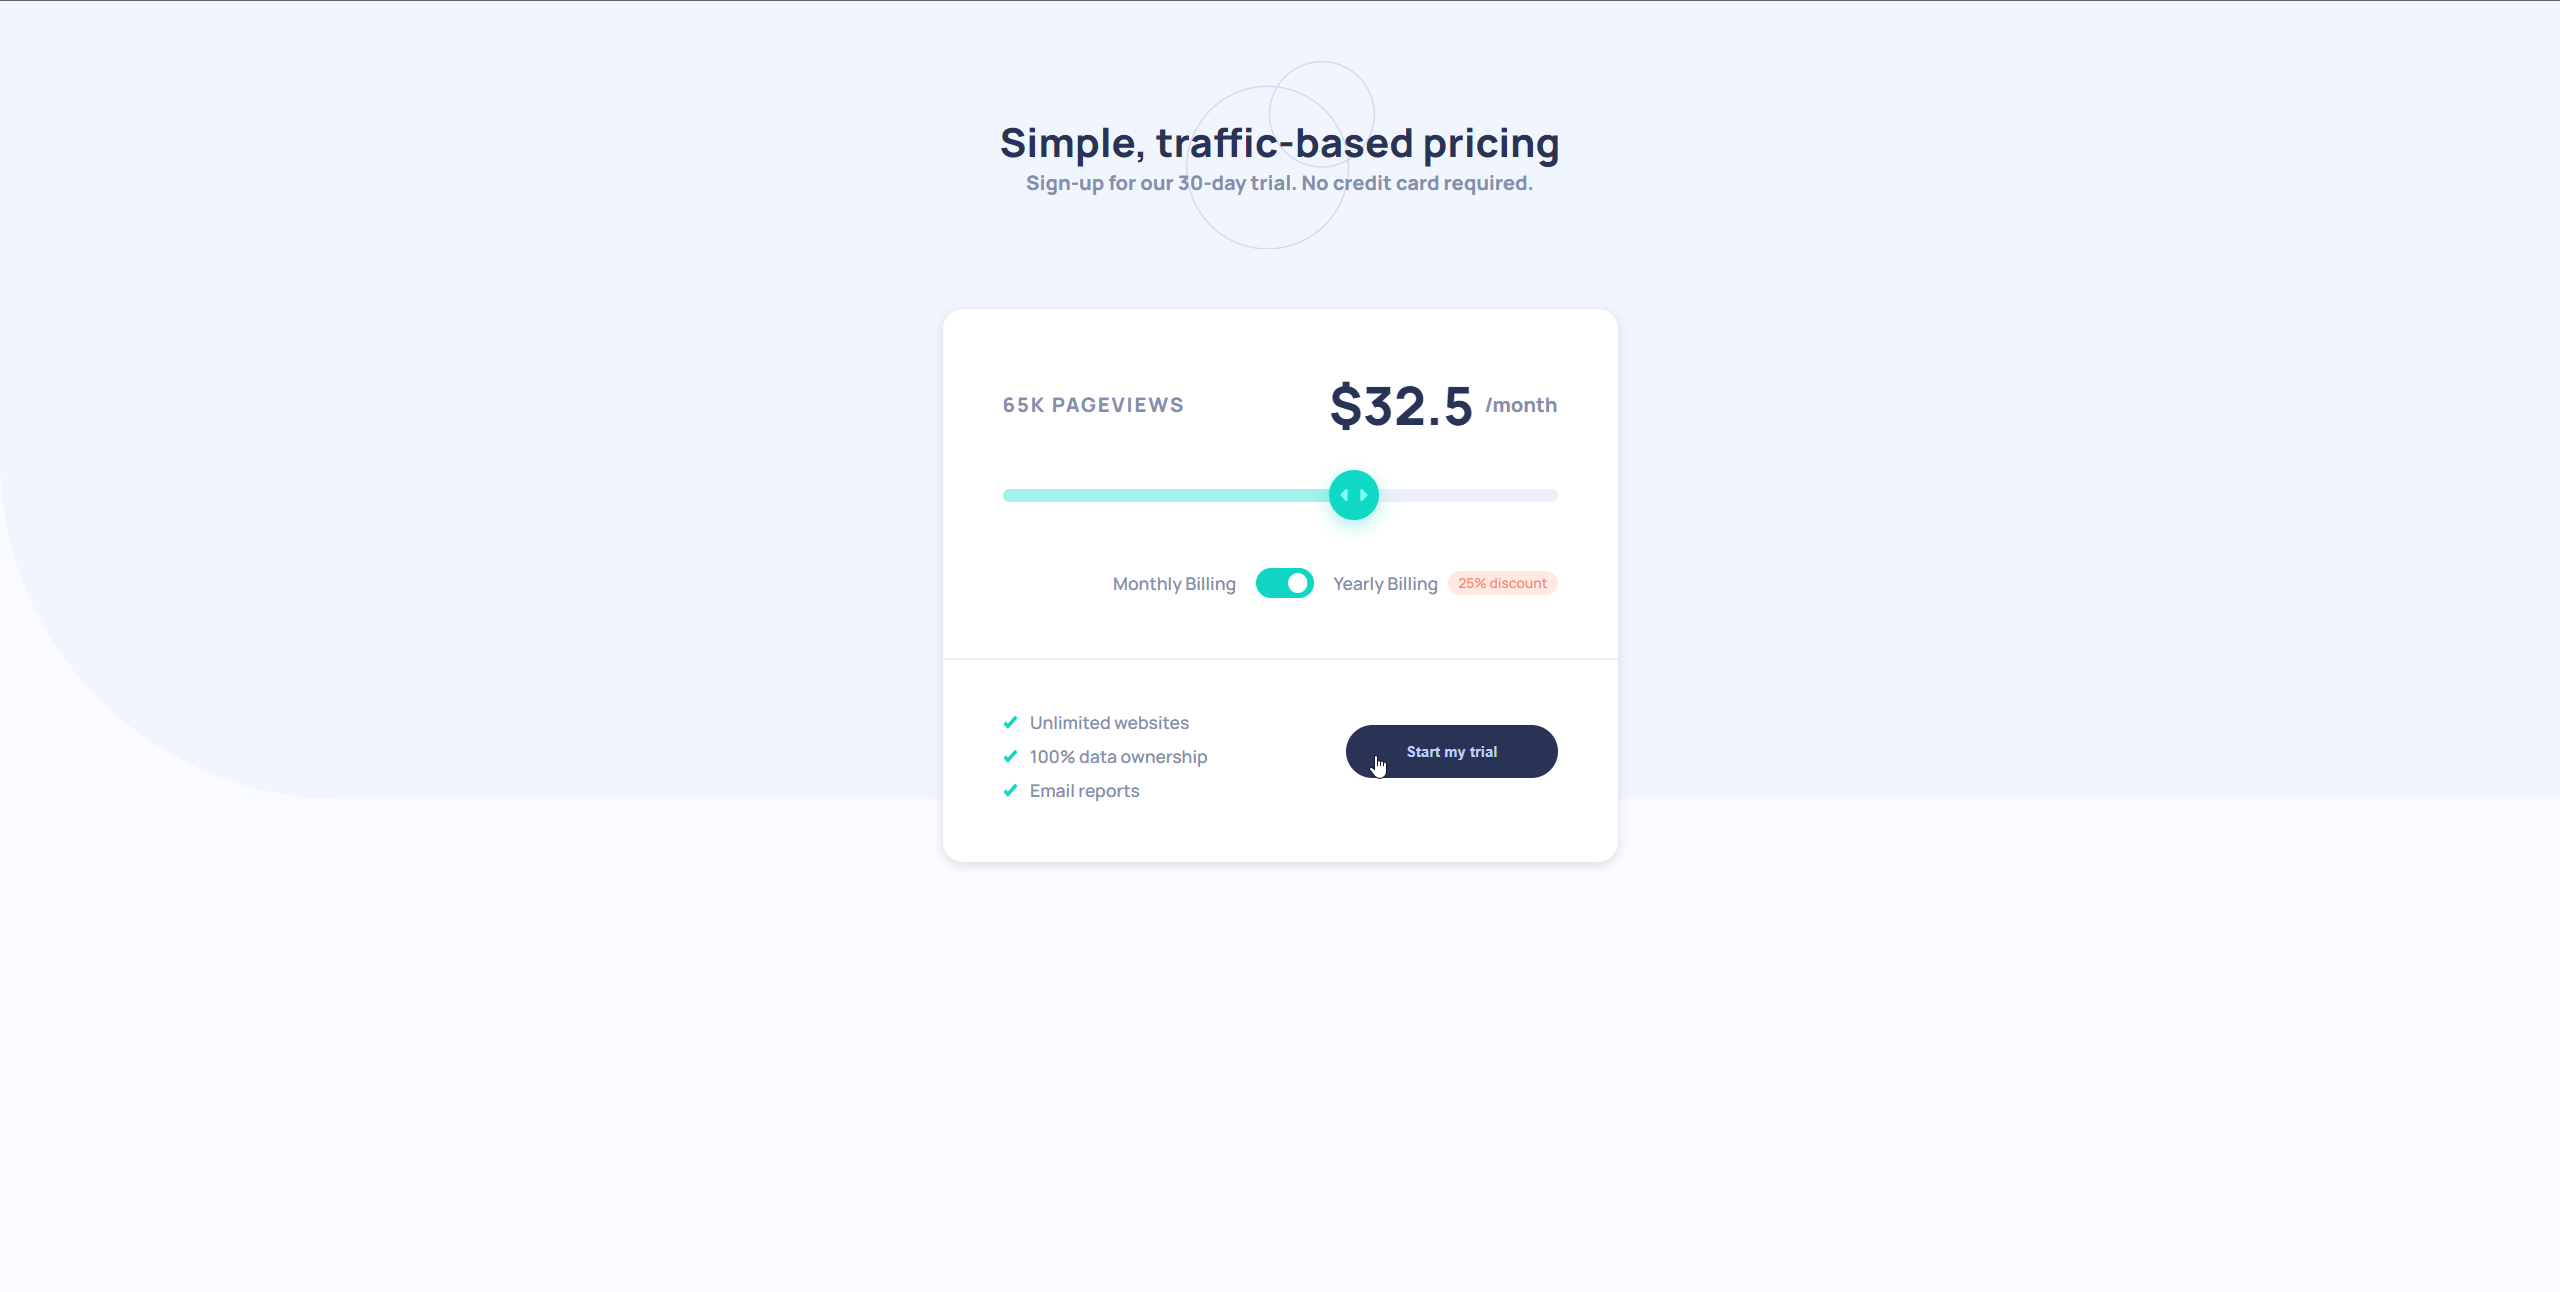 Simple, traffic-based pricing
Sign-up for our 30-day trial. No credit card required.
65K PAGEVIEWS
$32.5 /month
Monthly Billing
Yearly Billing
25% discount
Unlimited websites
100% data ownership
Email reports
Start my trial